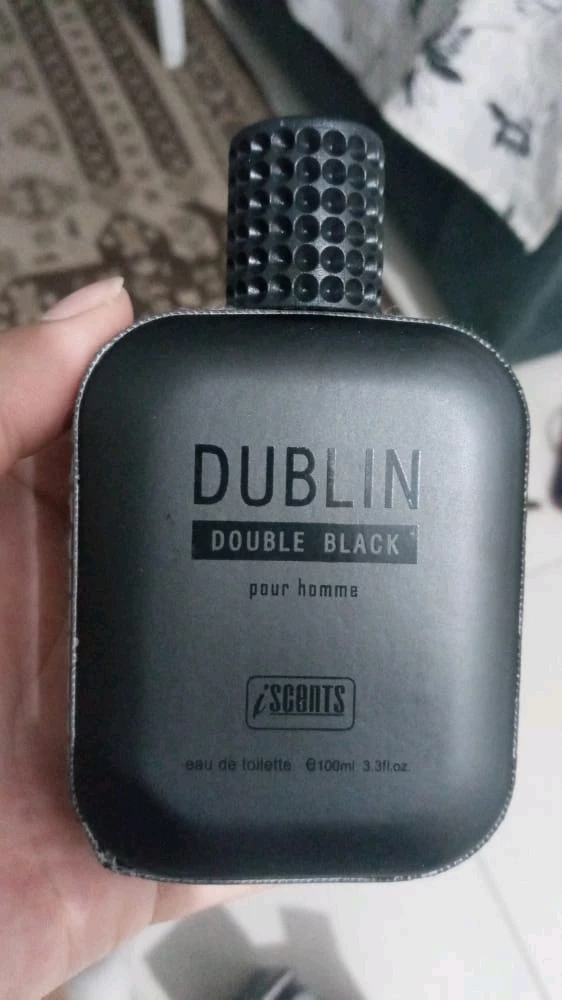 DUBLIN
DOUBLE BLACK
pour homme
iscents
eau de toilette e100ml 3.3fl.oz.